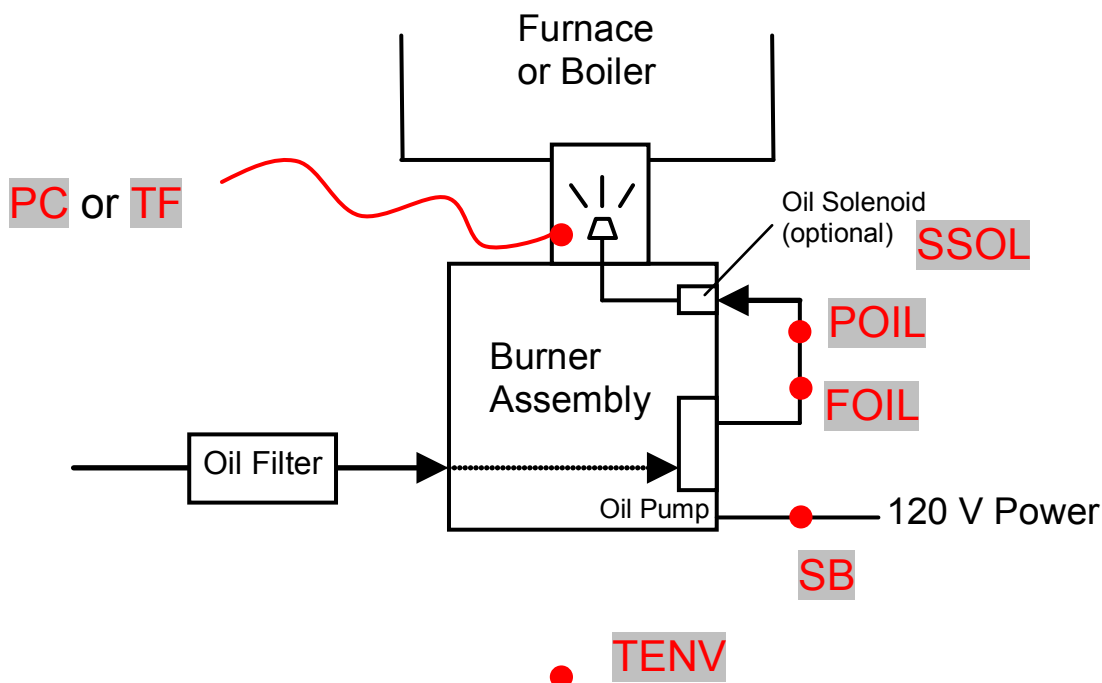 Furnace
or Boiler
PC or TF
Oil Solenoid
(optional)
SSOL
POIL
Burner
Assembly
FOIL
Oil Filter
Oil Pump
120 V Power
SB
TENV